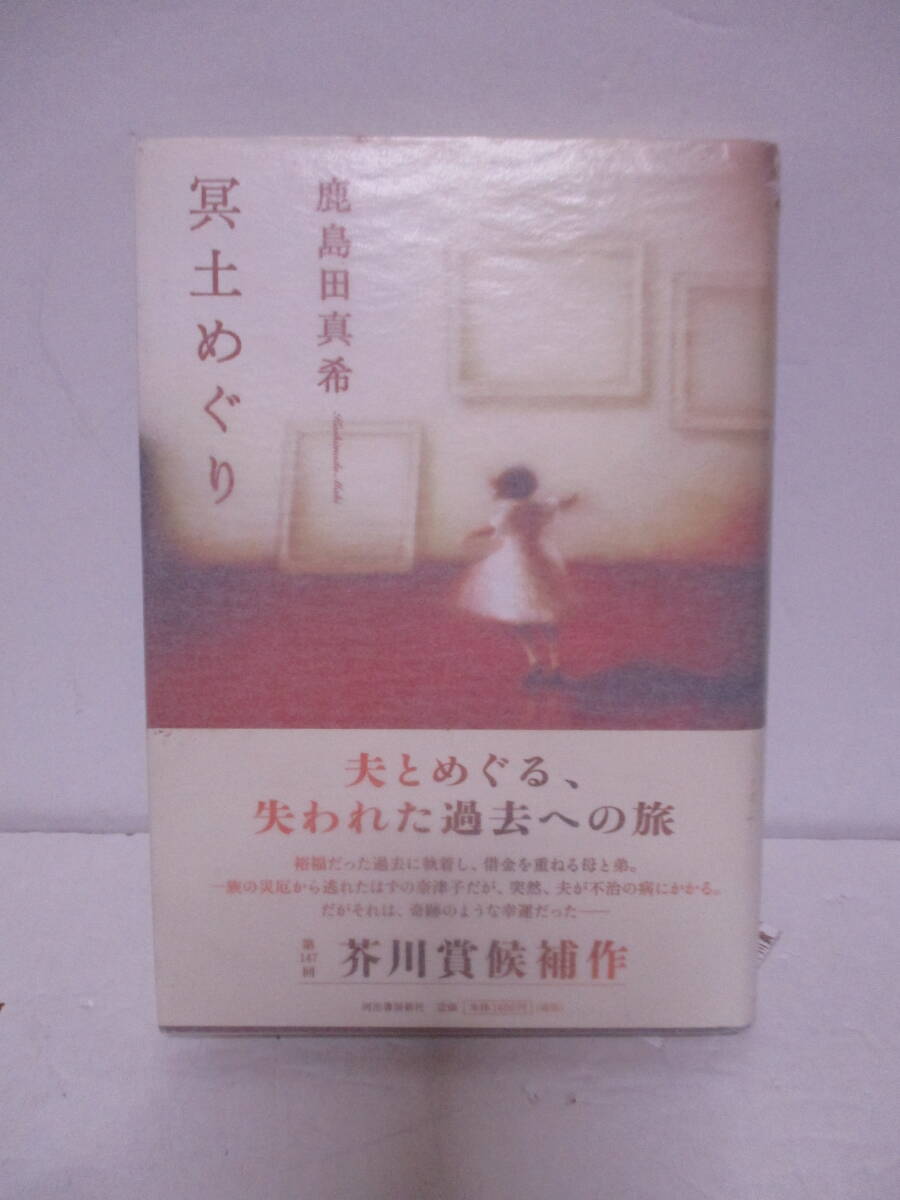 冥土めぐり
鹿島田真希
Kashimada Maki
夫とめぐる、
失われた過去への旅
裕福だった過去に執着し、借金を重ねる母と弟。
一族の災厄から逃れたはずの奈津子だが、突然、夫が不治の病にかかる。
だがそれは、奇跡のような幸運だった――
第147回
芥川賞候補作
河出書房新社 定価